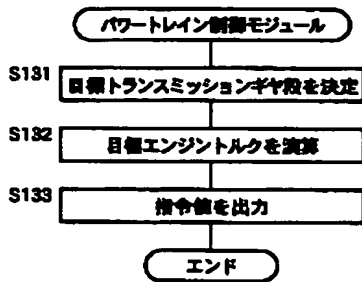 パワートレイン制御モジュール
S131
目標トランスミッションギヤ段を決定
S132
目標エンジントルクを演算
S133
指令値を出力
エンド